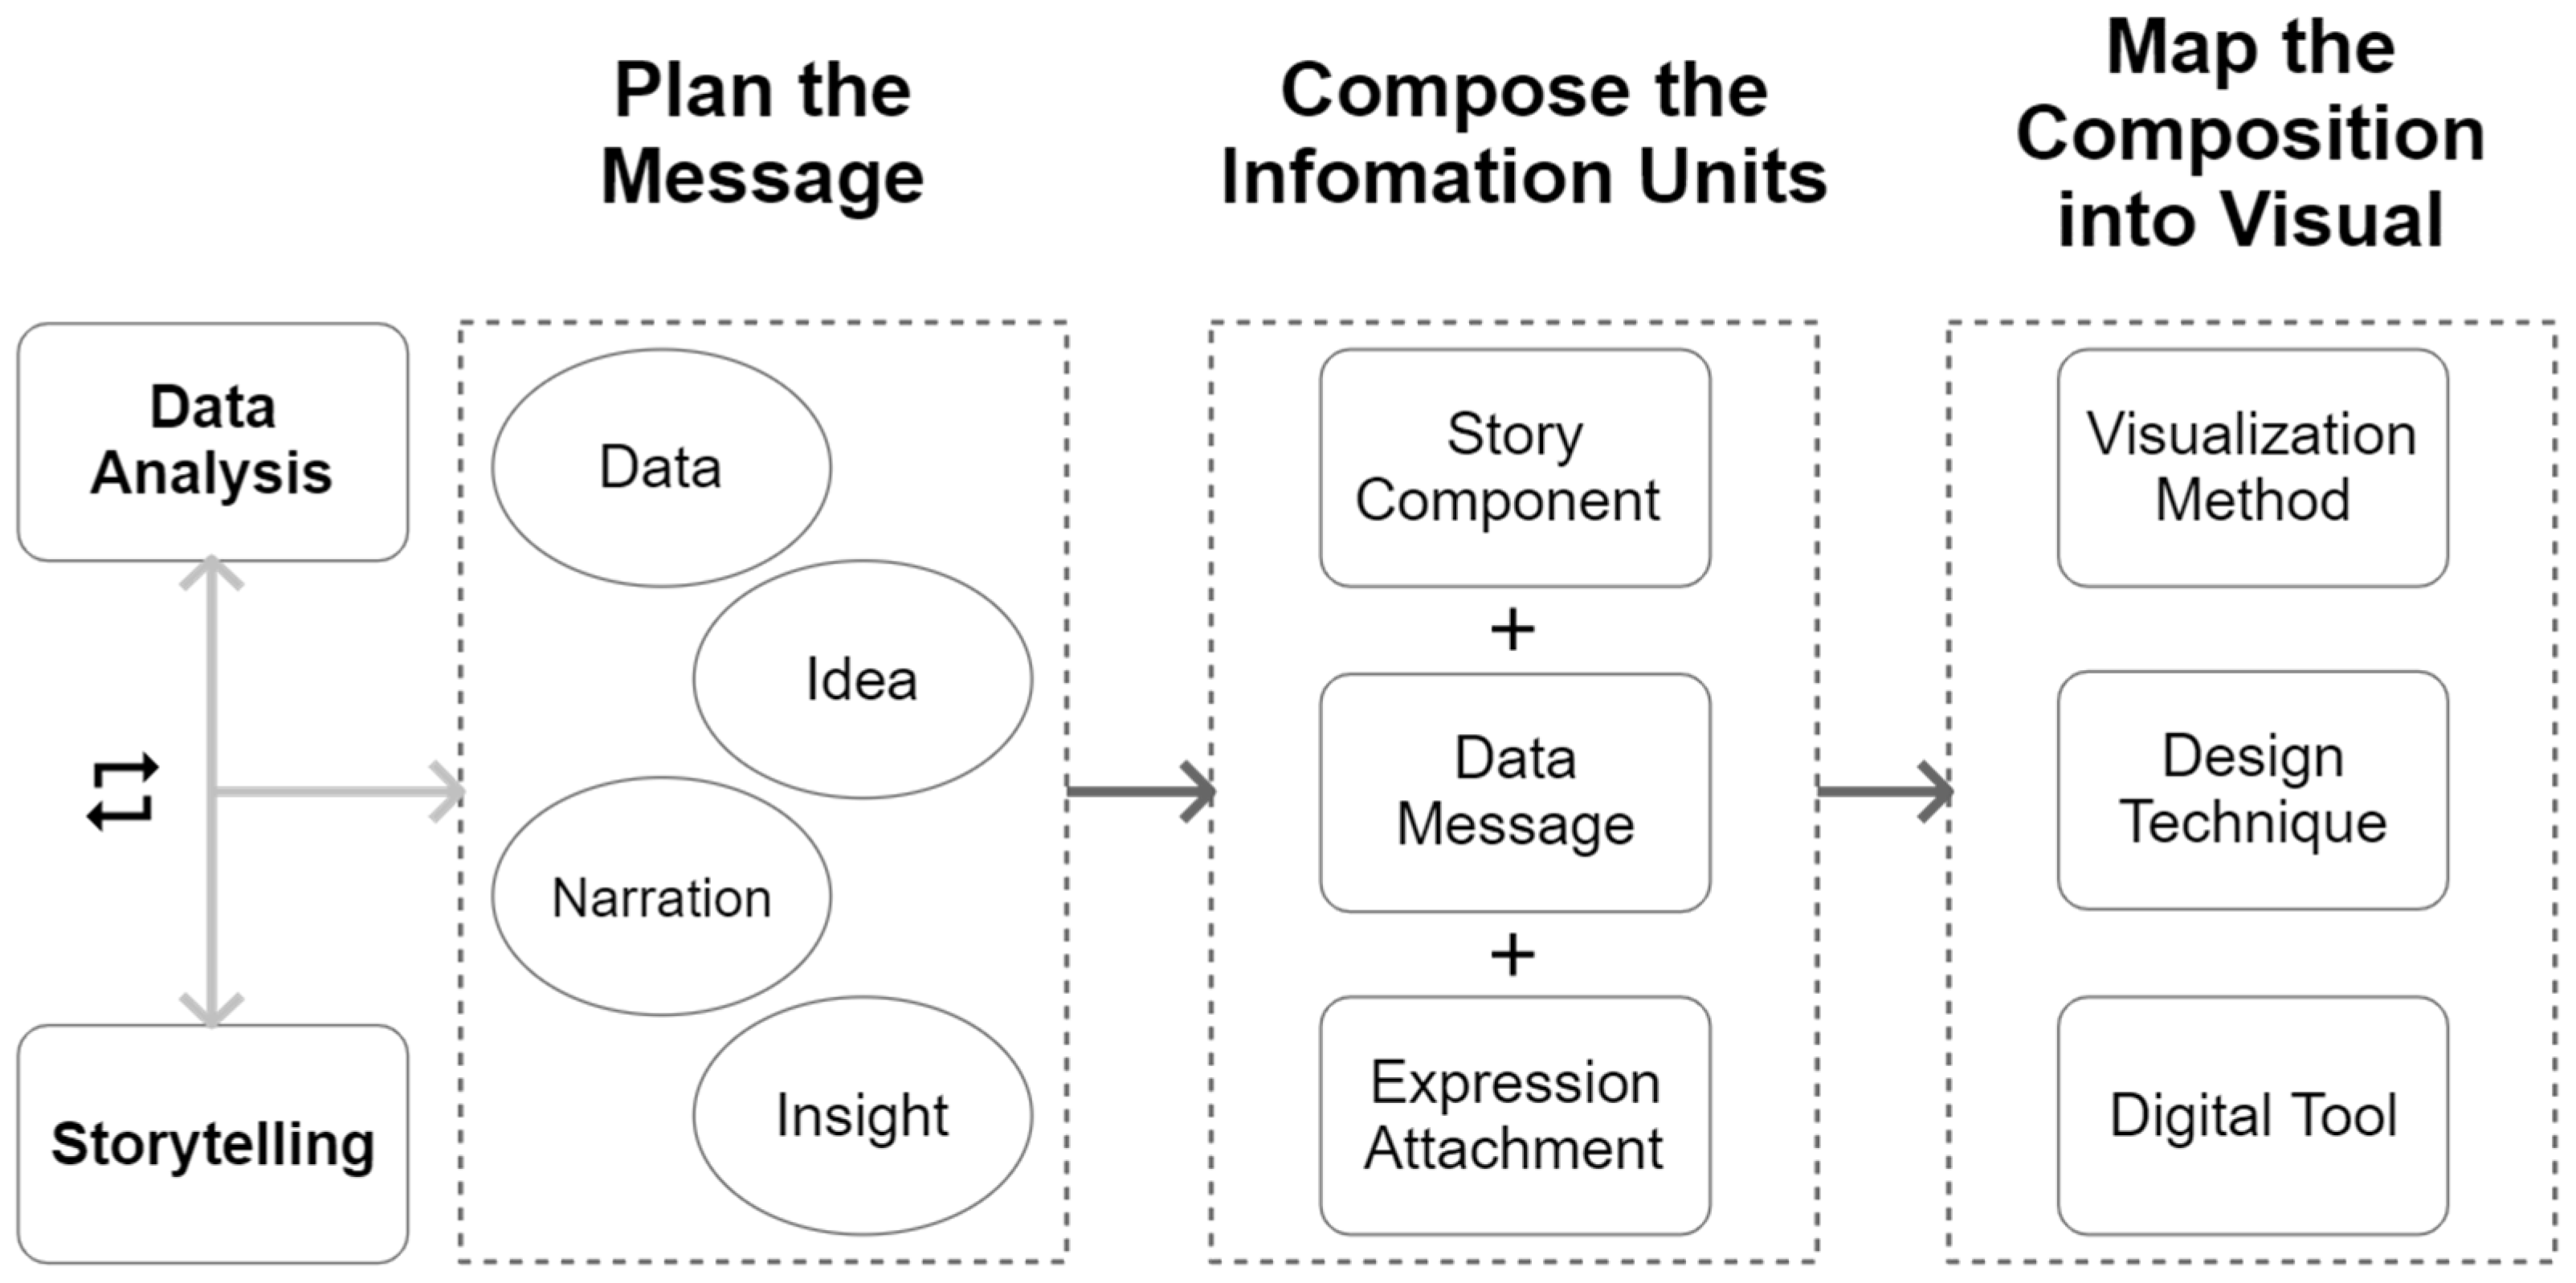 Plan the
Message
Compose the
Infomation Units
Map the
Composition
into Visual
Data
Analysis
Storytelling
Data
Idea
Narration
Insight
Story
Component
+
Data
Message
+
Expression
Attachment
Visualization
Method
Design
Technique
Digital Tool